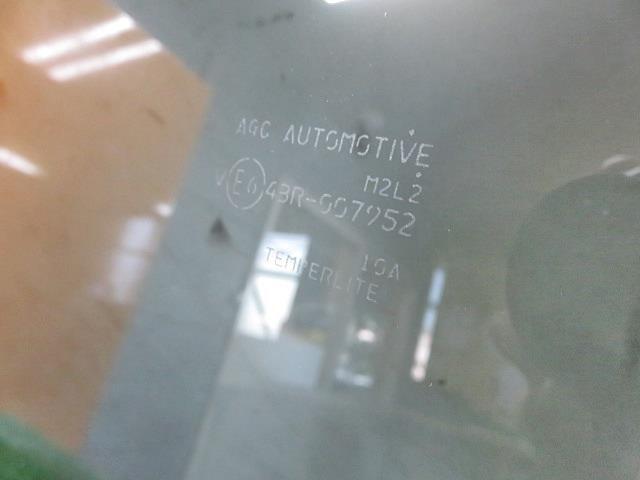 AGC AUTOMOTIVE
M2L2
V E6 43R-007952
10A
TEMPERLITE